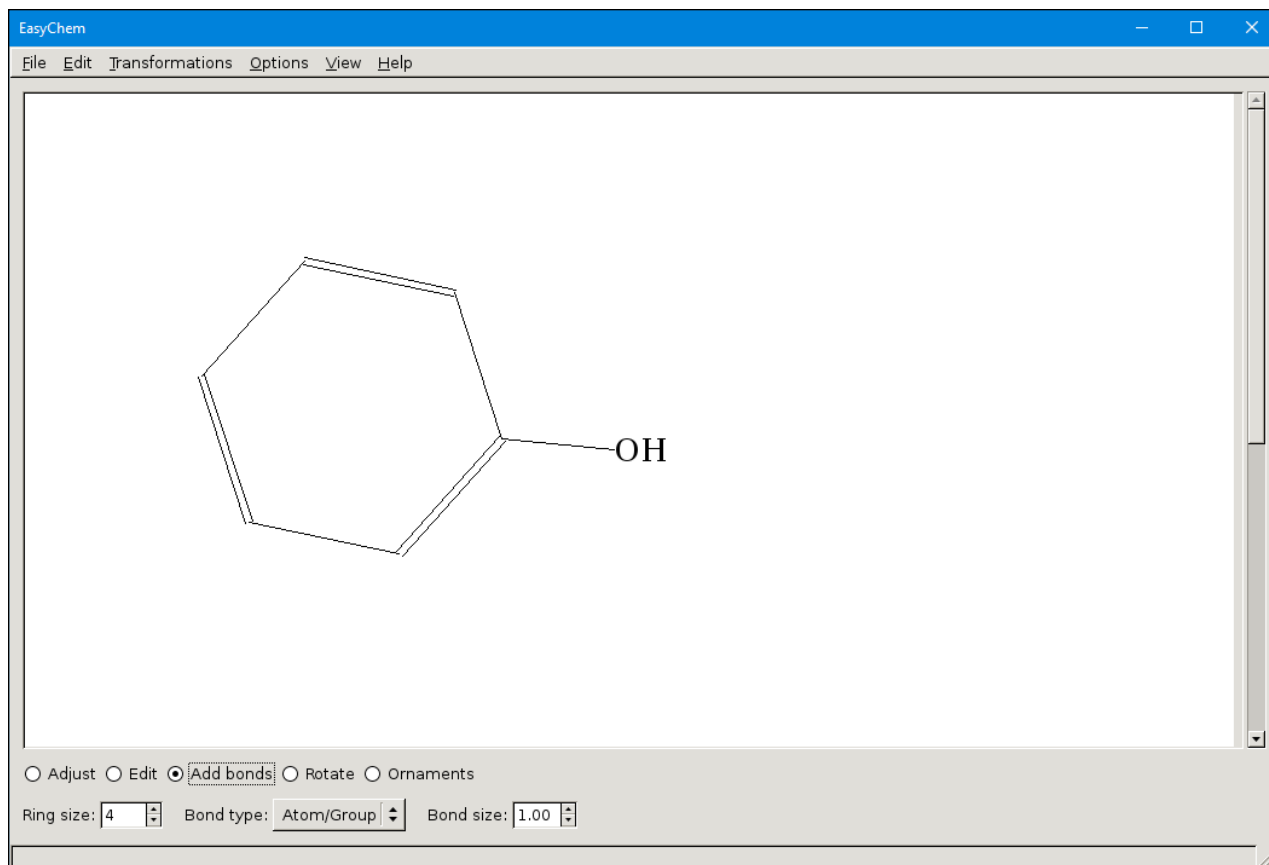 EasyChem
File Edit Transformations Options View Help
OH
Adjust Edit Add bonds Rotate Ornaments
Ring size: 4 Bond type: Atom/Group Bond size: 1.00